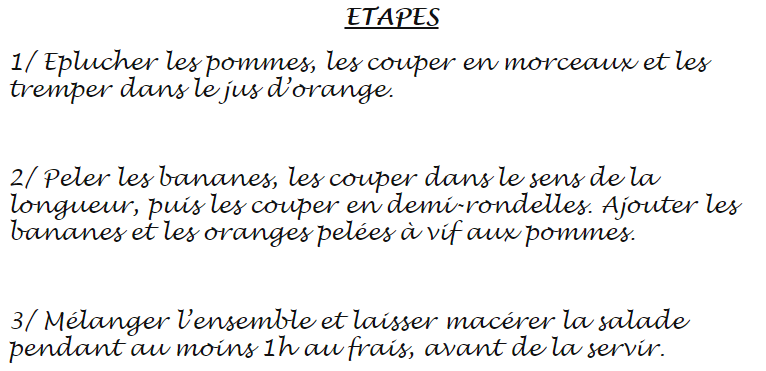 ETAPES
1/ Eplucher les pommes, les couper en morceaux et les
tremper dans le jus d’orange.
2/ Peler les bananes, les couper dans le sens de la
longueur, puis les couper en demi-rondelles. Ajouter les
bananes et les oranges pelées à vif aux pommes.
3/ Mélanger l’ensemble et laisser macérer la salade
pendant au moins 1h au frais, avant de la servir.